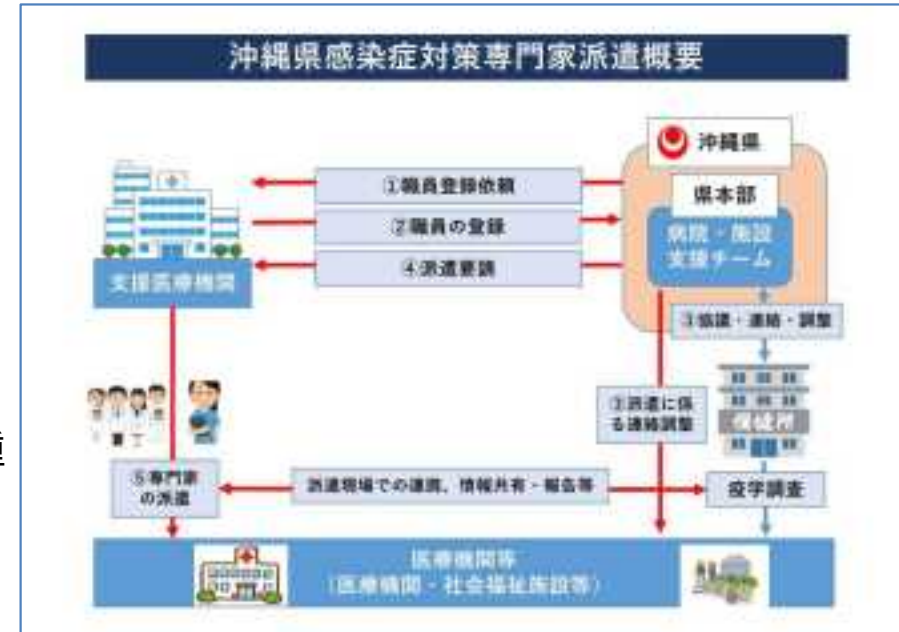 沖縄県感染症対策専門家派遣概要
沖縄県
県本部
病院・施設
支援チーム
①職員登録依頼
②職員の登録
④派遣要請
支援医療機関
③協議・連絡・調整
③派遣に係
る連絡調整
保健所
⑤専門家
の派遣
派遣現場での連携、情報共有・報告等
疫学調査
医療機関等
(医療機関・社会福祉施設等)